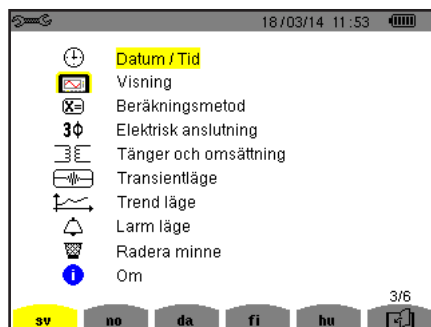 18/03/14 11:53
Datum / Tid
Visning
Beräkningsmetod
3Φ Elektrisk anslutning
Tänger och omsättning
Transientläge
Trend läge
Larm läge
Radera minne
Om
3/6
sv no da fi hu